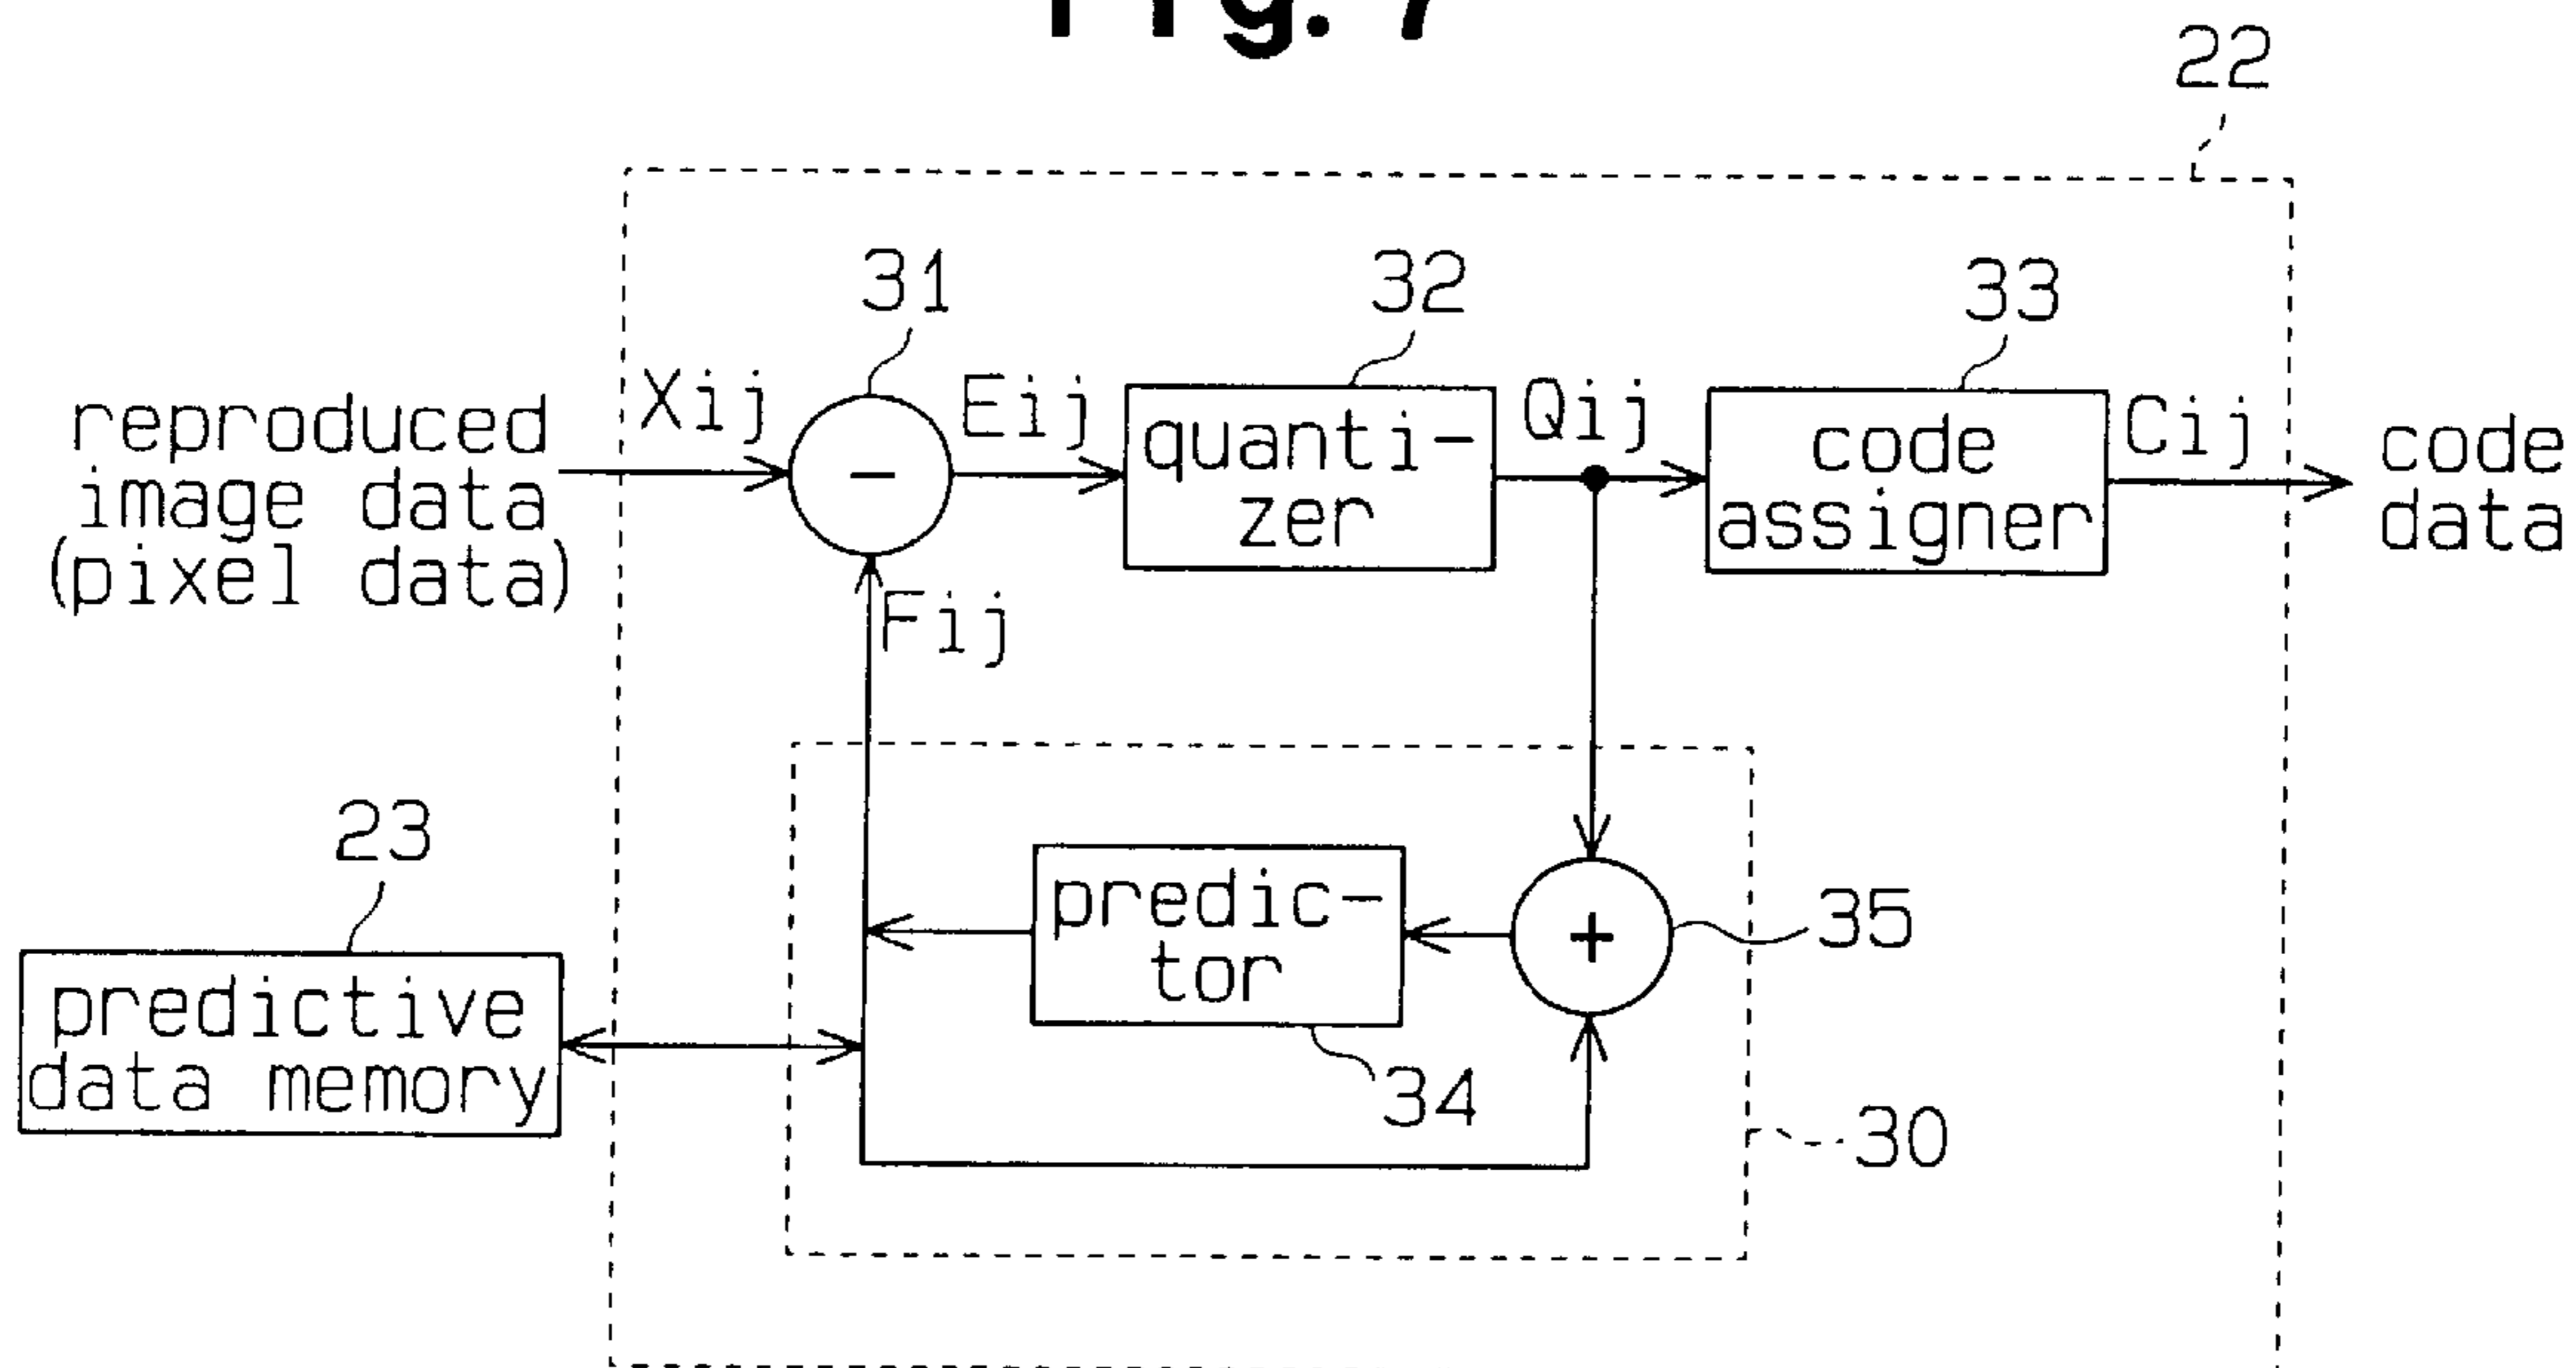 Fig. 7
22
31
32
33
reproduced
image data
(pixel data)
Xij
Eij
quanti-
zer
Qij
code
assigner
Cij
code
data
Fij
23
predictive
data memory
predic-
tor
34
+
35
30